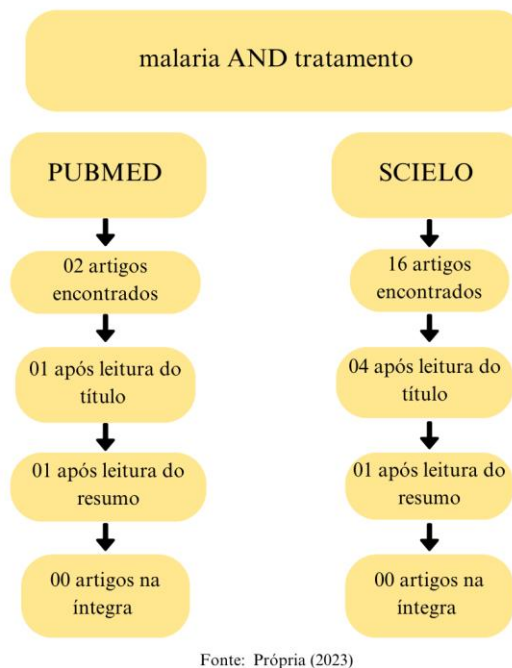 malaria AND tratamento
PUBMED
02 artigos
encontrados
01 após leitura do
título
01 após leitura do
resumo
00 artigos na
íntegra
SCIELO
16 artigos
encontrados
04 após leitura do
título
01 após leitura do
resumo
00 artigos na
íntegra
Fonte: Própria (2023)